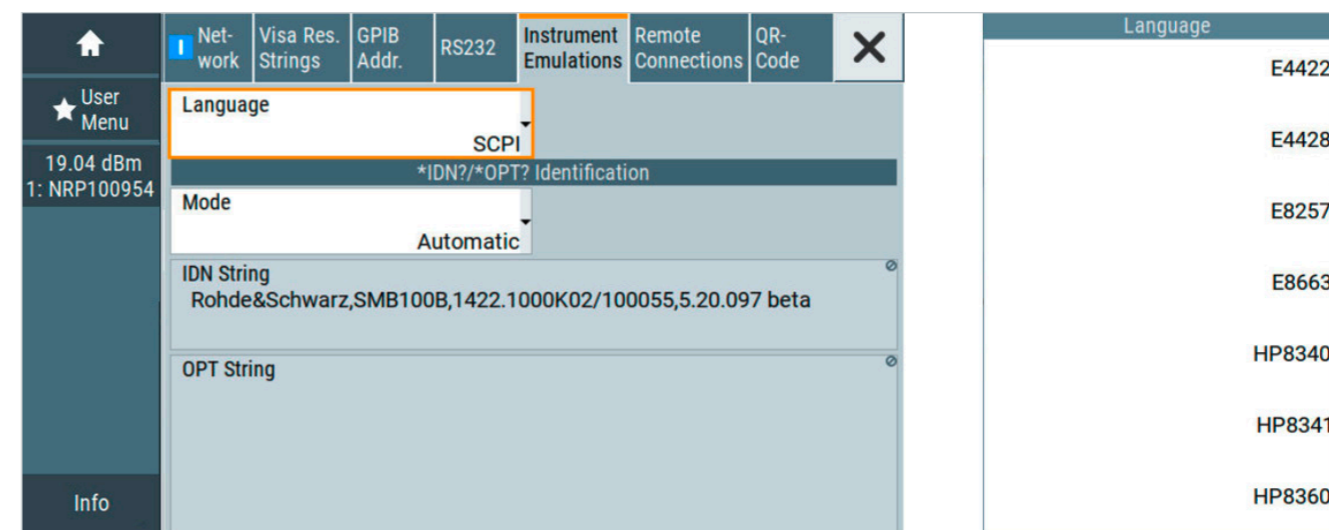 Net-
work
Visa Res.
Strings
GPIB
Addr.
RS232
Instrument
Emulations
Remote
Connections
QR-
Code
User
Menu
19.04 dBm
1: NRP100954
Info
Language
SCPI
*IDN?/*OPT? Identification
Mode
Automatic
IDN String
Rohde&Schwarz,SMB100B,1422.1000K02/100055,5.20.097 beta
OPT String
Language
E4422
E4428
E8257
E8663
HP8340
HP8341
HP8360